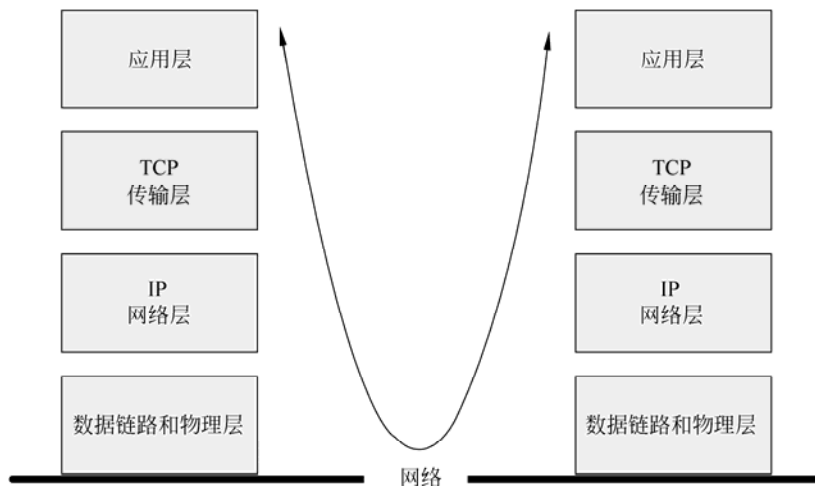 应用层
TCP
传输层
IP
网络层
数据链路和物理层
应用层
TCP
传输层
IP
网络层
数据链路和物理层
网络